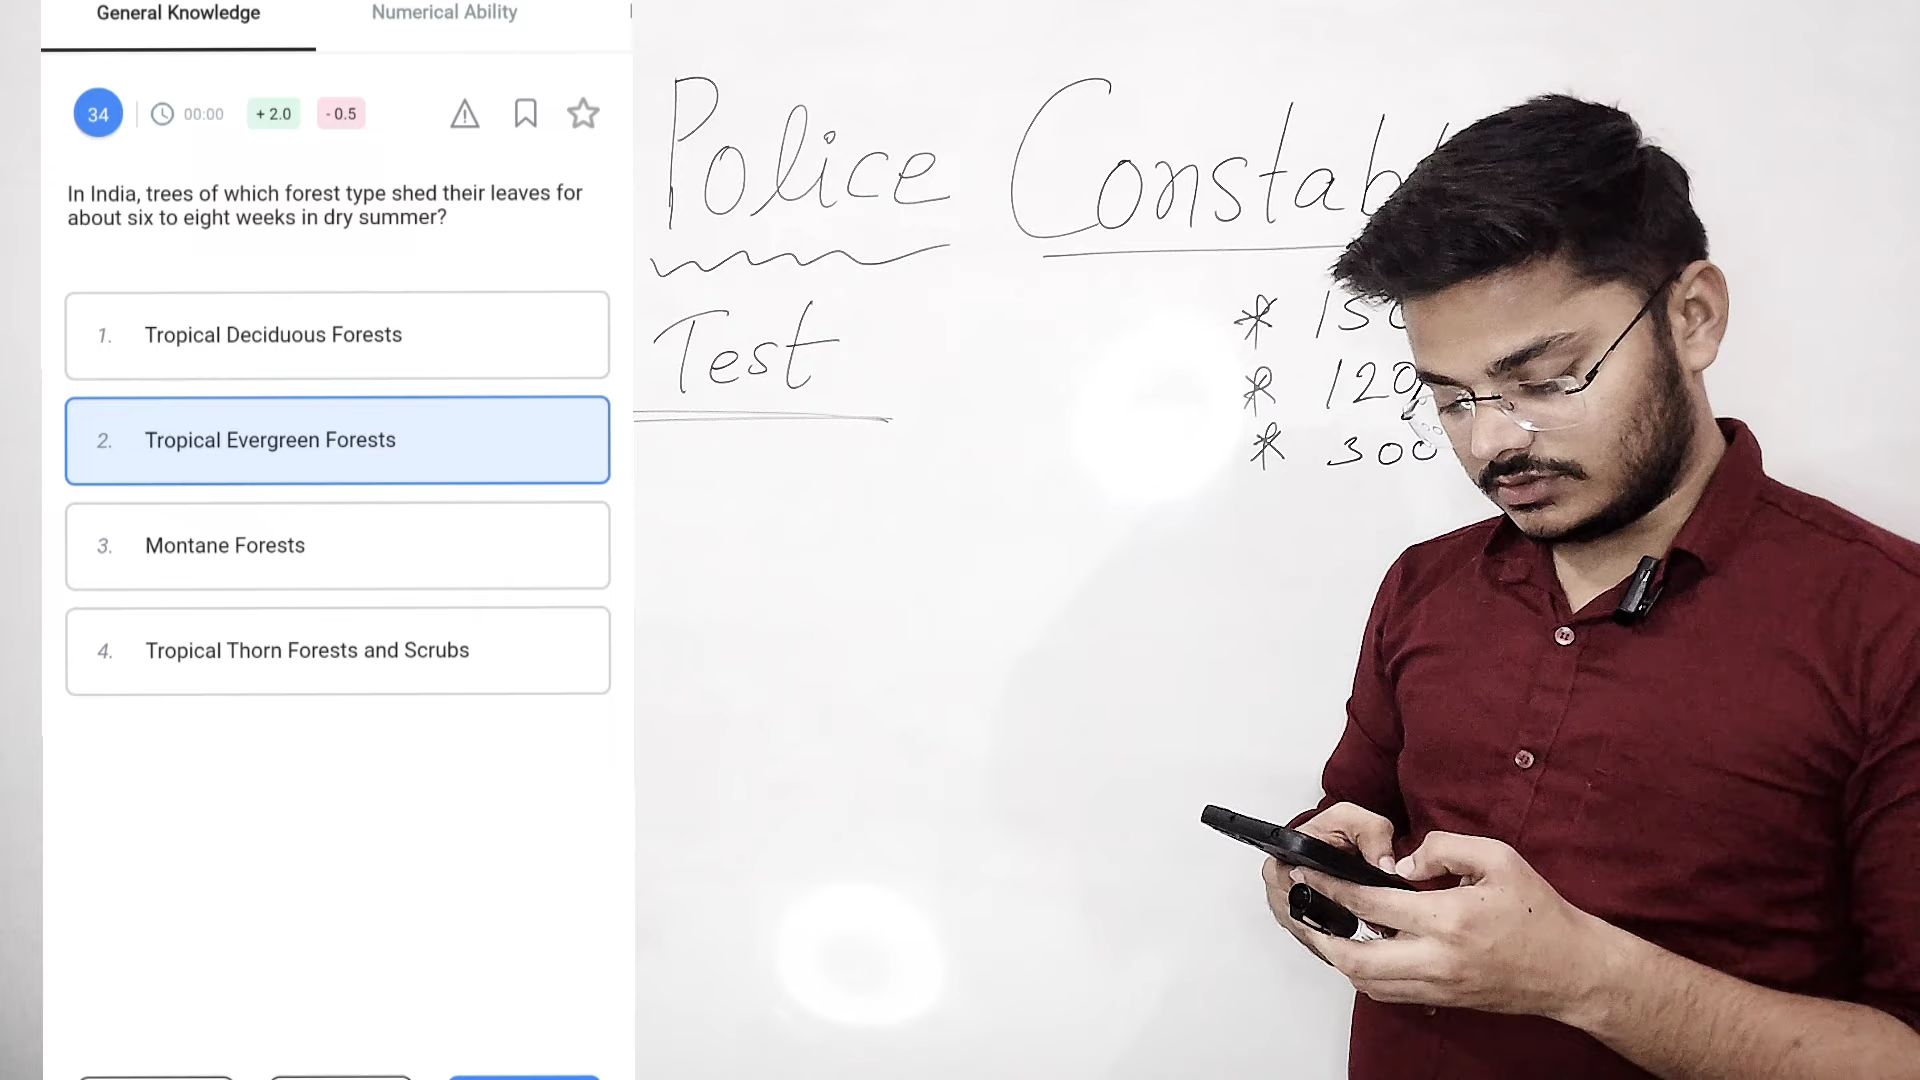 General Knowledge
Numerical Ability
34
00:00
+ 2.0
- 0.5
In India, trees of which forest type shed their leaves for
about six to eight weeks in dry summer?
1. Tropical Deciduous Forests
2. Tropical Evergreen Forests
3. Montane Forests
4. Tropical Thorn Forests and Scrubs
Police
Test
* 120
* 300